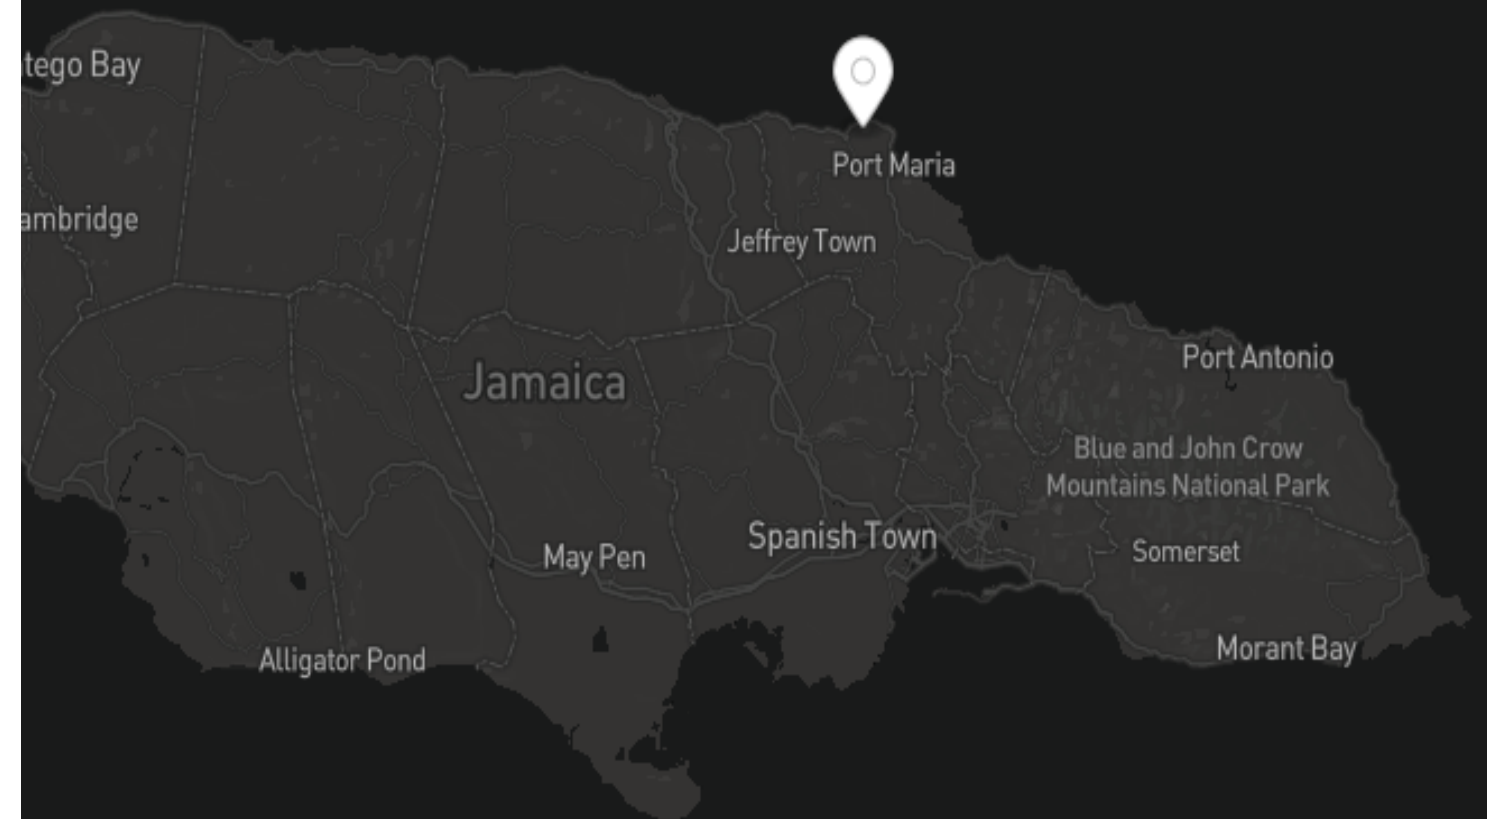 tego Bay
Port Maria
ambridge
Jeffrey Town
Port Antonio
Jamaica
Blue and John Crow
Mountains National Park
Spanish Town
Somerset
May Pen
Morant Bay
Alligator Pond